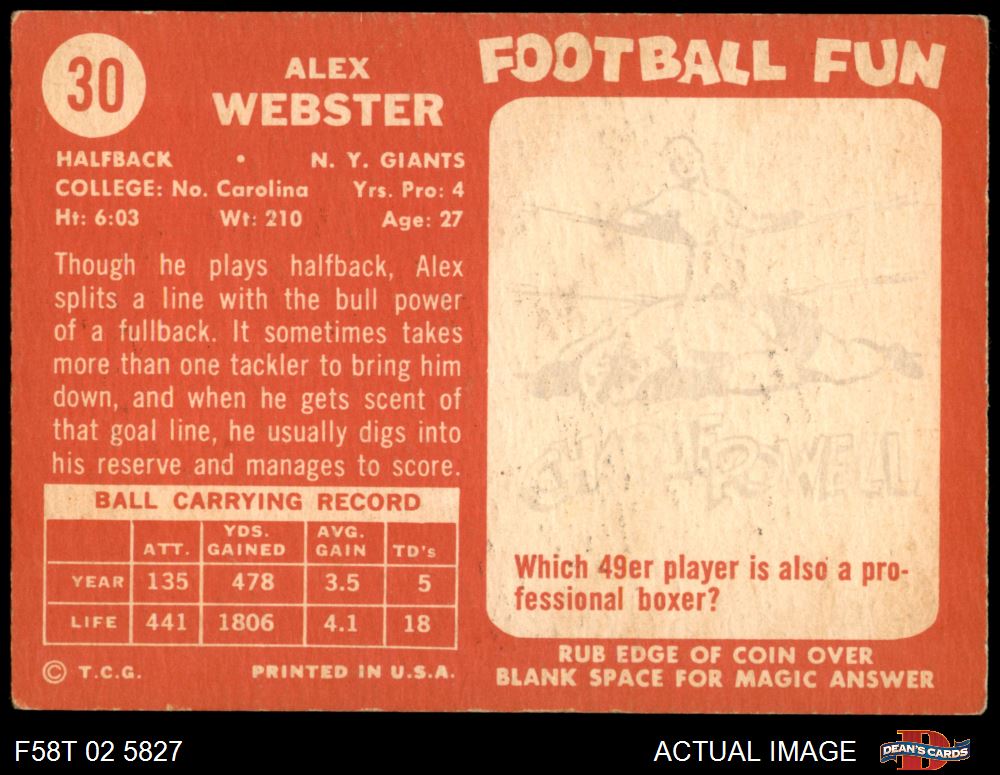 30
ALEX
WEBSTER
HALFBACK • N. Y. GIANTS
COLLEGE: No. Carolina Yrs. Pro: 4
Ht: 6:03 Wt: 210 Age: 27
Though he plays halfback, Alex
splits a line with the bull power
of a fullback. It sometimes takes
more than one tackler to bring him
down, and when he gets scent of
that goal line, he usually digs into
his reserve and manages to score.
BALL CARRYING RECORD
ATT. YDS. GAINED AVG. GAIN TD's
YEAR 135 478 3.5 5
LIFE 441 1806 4.1 18
© T.C.G. PRINTED IN U.S.A.
FOOTBALL FUN
POWELL
Which 49er player is also a pro-
fessional boxer?
RUB EDGE OF COIN OVER
BLANK SPACE FOR MAGIC ANSWER
F58T 02 5827
ACTUAL IMAGE
DEAN'S CARDS